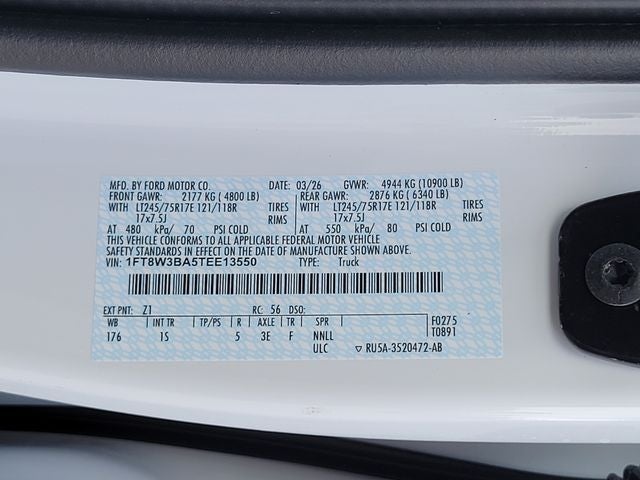 MFD. BY FORD MOTOR CO. DATE: 03/26 GVWR: 4944 KG (10900 LB)
FRONT GAWR: 2177 KG ( 4800 LB) REAR GAWR: 2876 KG ( 6340 LB)
WITH LT245/75R17E 121/118R TIRES WITH LT245/75R17E 121/118R TIRES
17x7.5J RIMS 17x7.5J RIMS
AT 480 kPa/ 70 PSI COLD AT 550 kPa/ 80 PSI COLD
THIS VEHICLE CONFORMS TO ALL APPLICABLE FEDERAL MOTOR VEHICLE
SAFETY STANDARDS IN EFFECT ON THE DATE OF MANUFACTURE SHOWN ABOVE.
VIN: 1FT8W3BA5TEE13550 TYPE: Truck
EXT PNT: Z1 RC: 56 DSO: F0275
WB INT TR TP/PS R AXLE TR SPR T0891
176 1S 5 3E F NNLL
ULC ▽ RU5A-3520472-AB